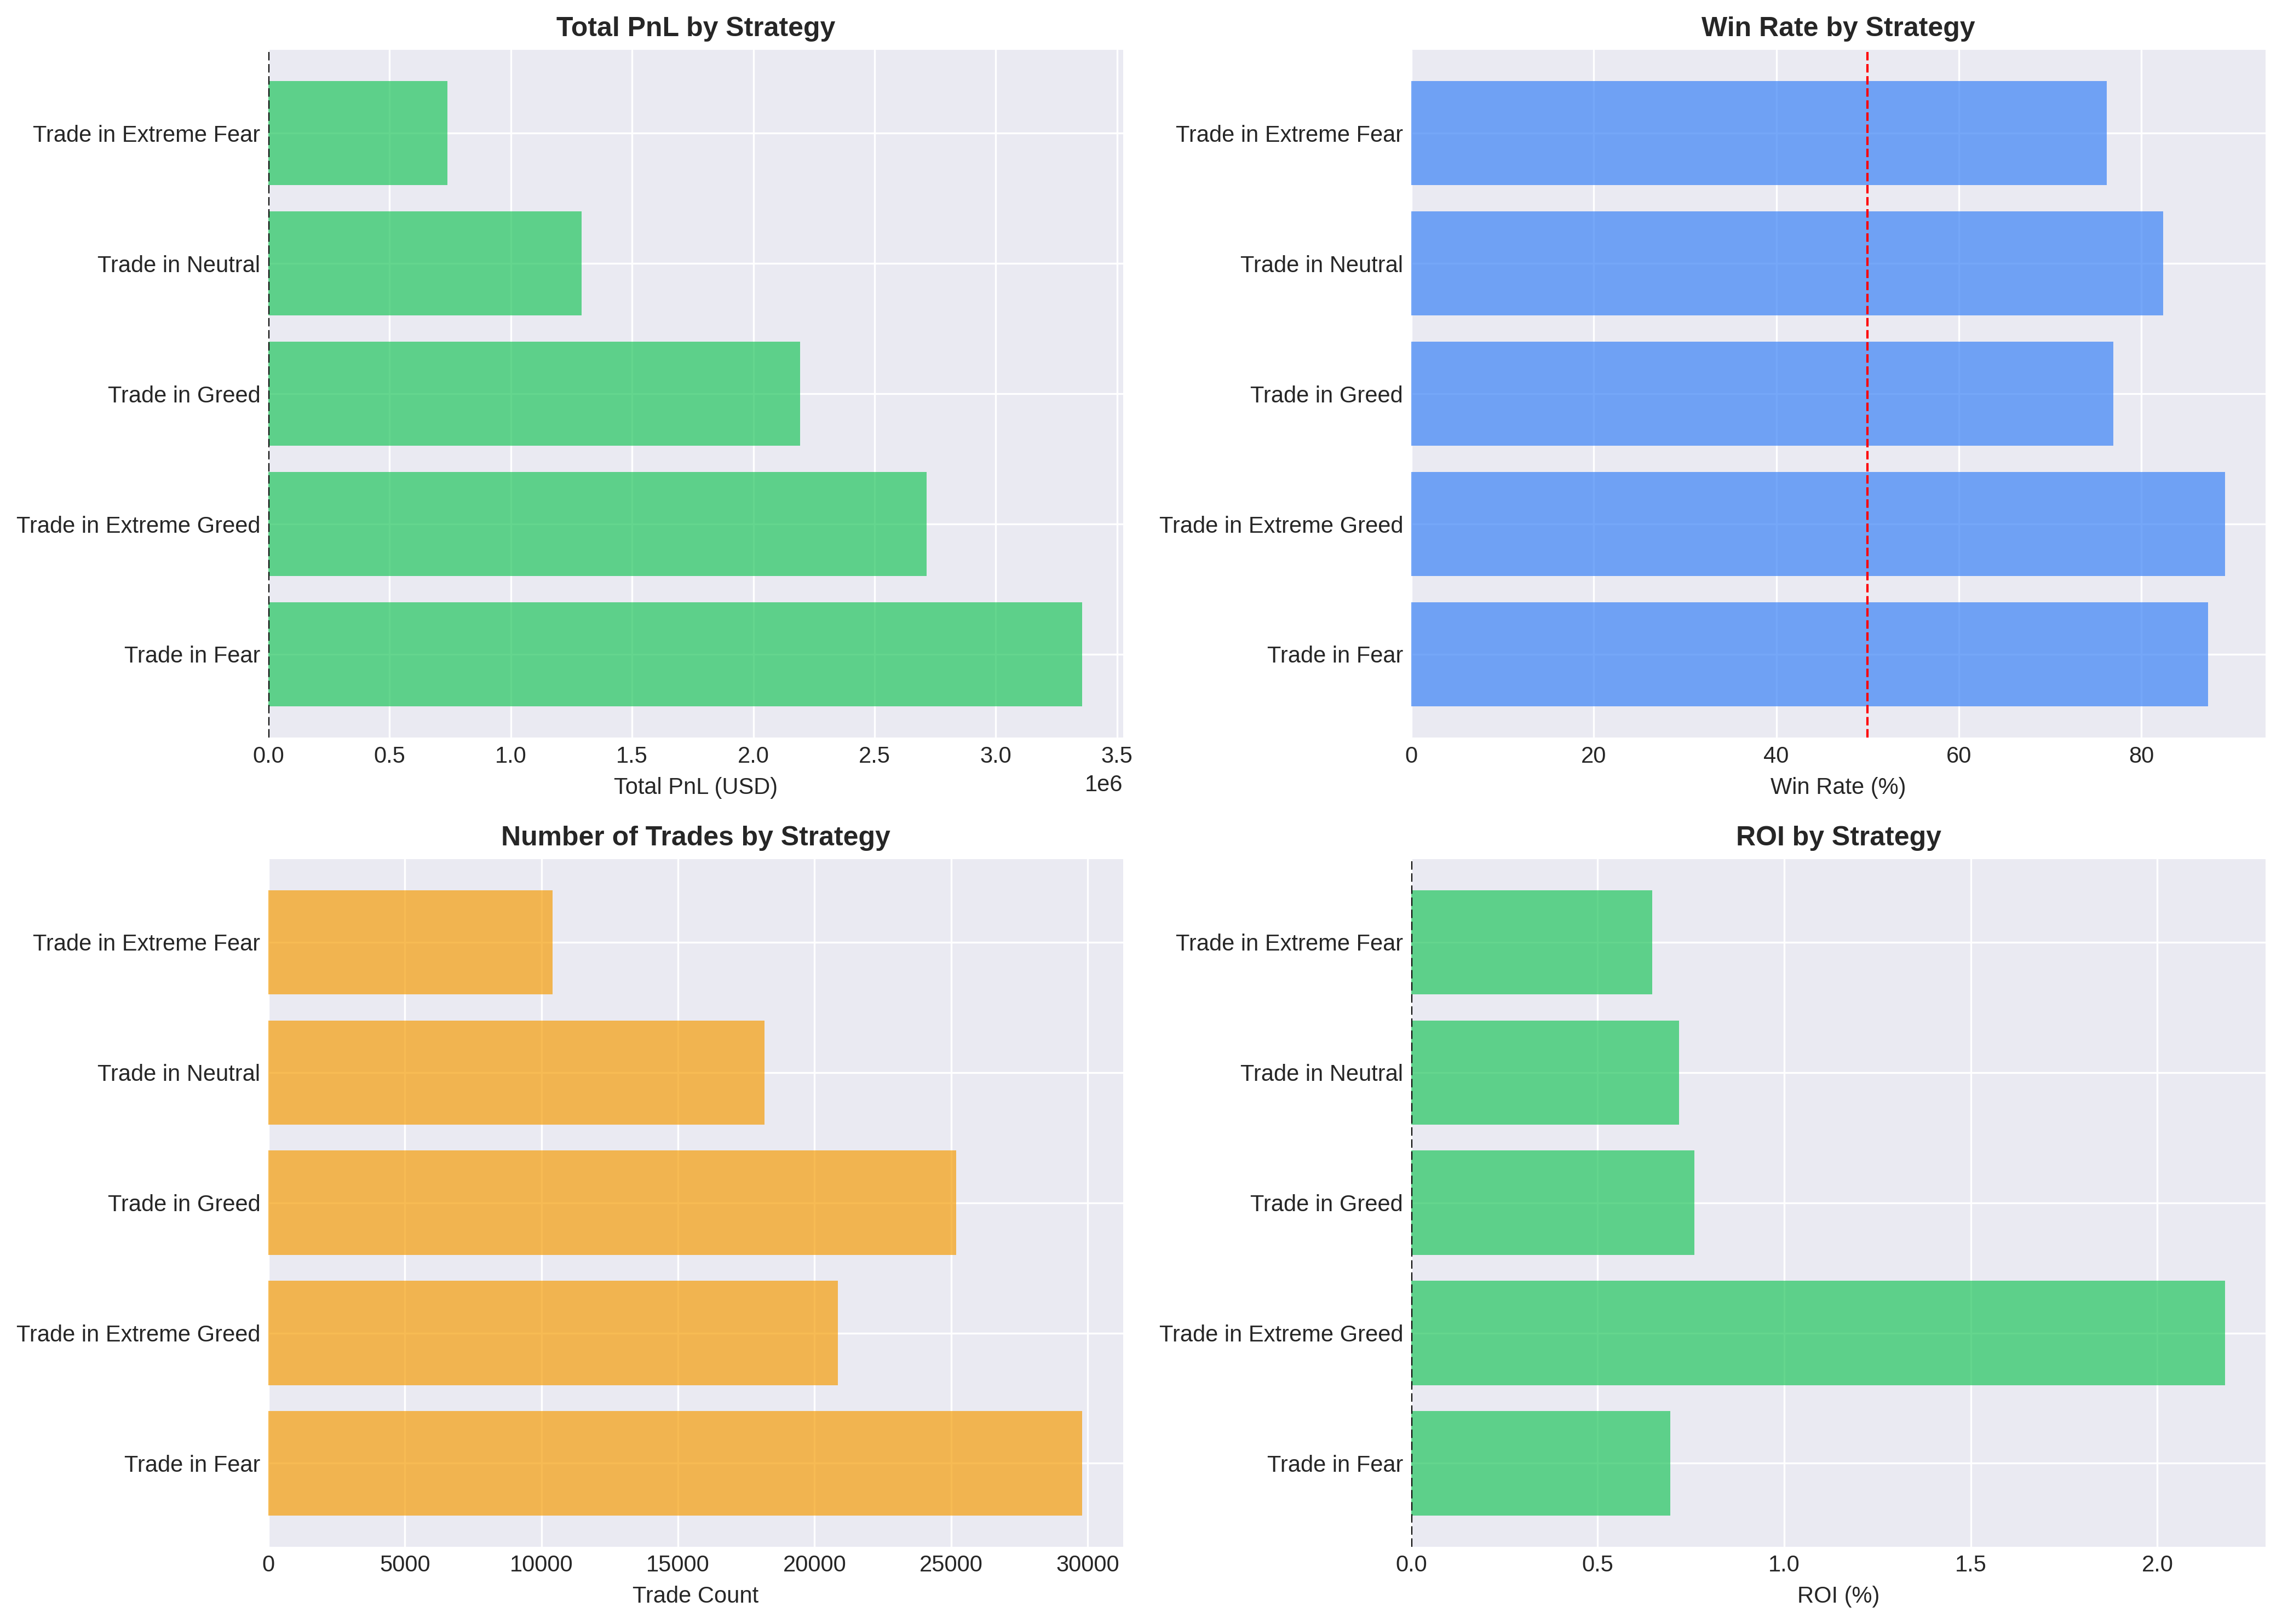 Total PnL by Strategy
Trade in Extreme Fear
Trade in Neutral
Trade in Greed
Trade in Extreme Greed
Trade in Fear
0.0 0.5 1.0 1.5 2.0 2.5 3.0 3.5
1e6
Total PnL (USD)
Win Rate by Strategy
Trade in Extreme Fear
Trade in Neutral
Trade in Greed
Trade in Extreme Greed
Trade in Fear
0 20 40 60 80
Win Rate (%)
Number of Trades by Strategy
Trade in Extreme Fear
Trade in Neutral
Trade in Greed
Trade in Extreme Greed
Trade in Fear
0 5000 10000 15000 20000 25000 30000
Trade Count
ROI by Strategy
Trade in Extreme Fear
Trade in Neutral
Trade in Greed
Trade in Extreme Greed
Trade in Fear
0.0 0.5 1.0 1.5 2.0
ROI (%)